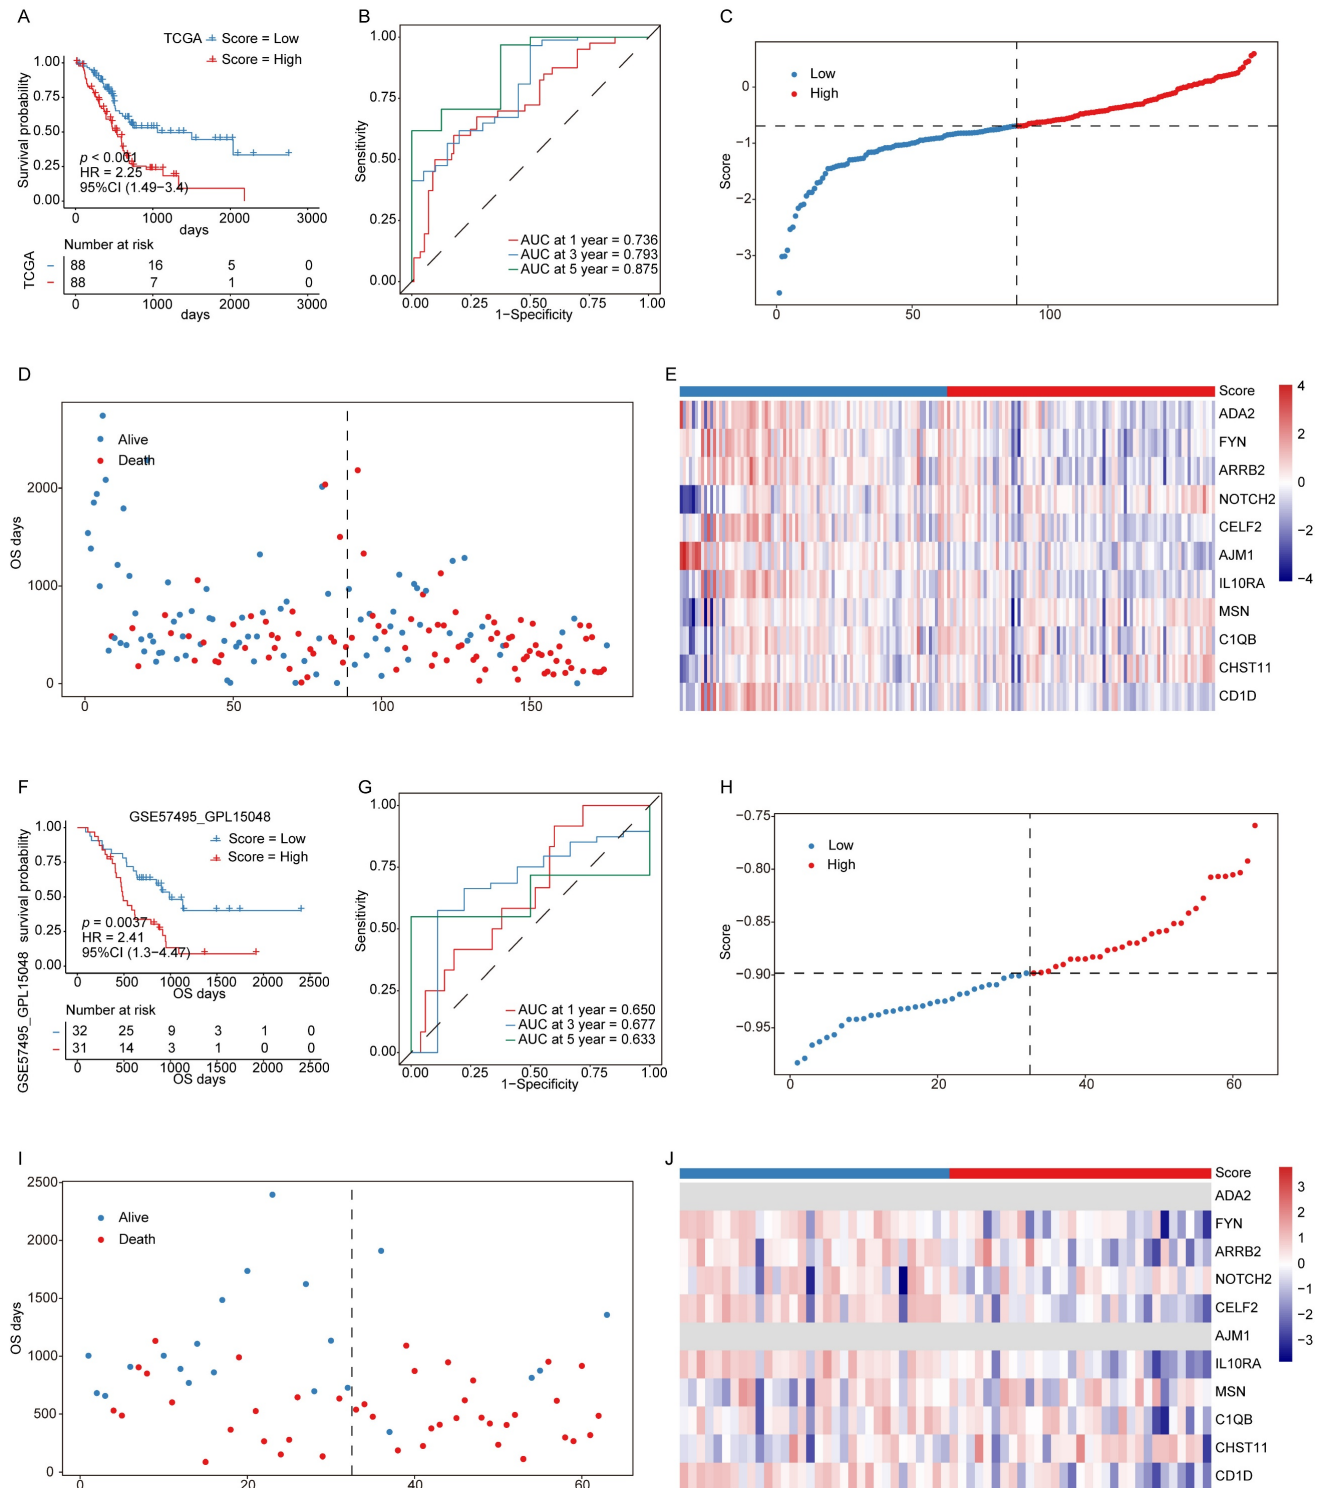 A
TCGA
Score = Low
Score = High
Survival probability
1.00
0.75
0.50
0.25
0.00
p < 0.001
HR = 2.25
95%CI (1.49−3.4)
0 1000 2000 3000
days
Number at risk
TCGA
88 16 5 0
88 7 1 0
0 1000 2000 3000
days
B
Sensitivity
1.00
0.75
0.50
0.25
0.00
AUC at 1 year = 0.736
AUC at 3 year = 0.793
AUC at 5 year = 0.875
0.00 0.25 0.50 0.75 1.00
1−Specificity
C
Low
High
Score
0
−1
−2
−3
0 50 100
D
Alive
Death
OS days
2000
1000
0
0 50 100 150
E
Score
ADA2
FYN
ARRB2
NOTCH2
CELF2
AJM1
IL10RA
MSN
C1QB
CHST11
CD1D
4
2
0
−2
−4
F
GSE57495_GPL15048
Score = Low
Score = High
survival probability
1.00
0.75
0.50
0.25
0.00
p = 0.0037
HR = 2.41
95%CI (1.3−4.47)
0 500 1000 1500 2000 2500
OS days
Number at risk
GSE57495_GPL15048
32 25 9 3 1 0
31 14 3 1 0 0
0 500 1000 1500 2000 2500
OS days
G
Sensitivity
1.00
0.75
0.50
0.25
0.00
AUC at 1 year = 0.650
AUC at 3 year = 0.677
AUC at 5 year = 0.633
0.00 0.25 0.50 0.75 1.00
1−Specificity
H
Low
High
Score
−0.75
−0.80
−0.85
−0.90
−0.95
0 20 40 60
I
Alive
Death
OS days
2500
2000
1500
1000
500
0
0 20 40 60
J
Score
ADA2
FYN
ARRB2
NOTCH2
CELF2
AJM1
IL10RA
MSN
C1QB
CHST11
CD1D
3
2
1
0
−1
−2
−3